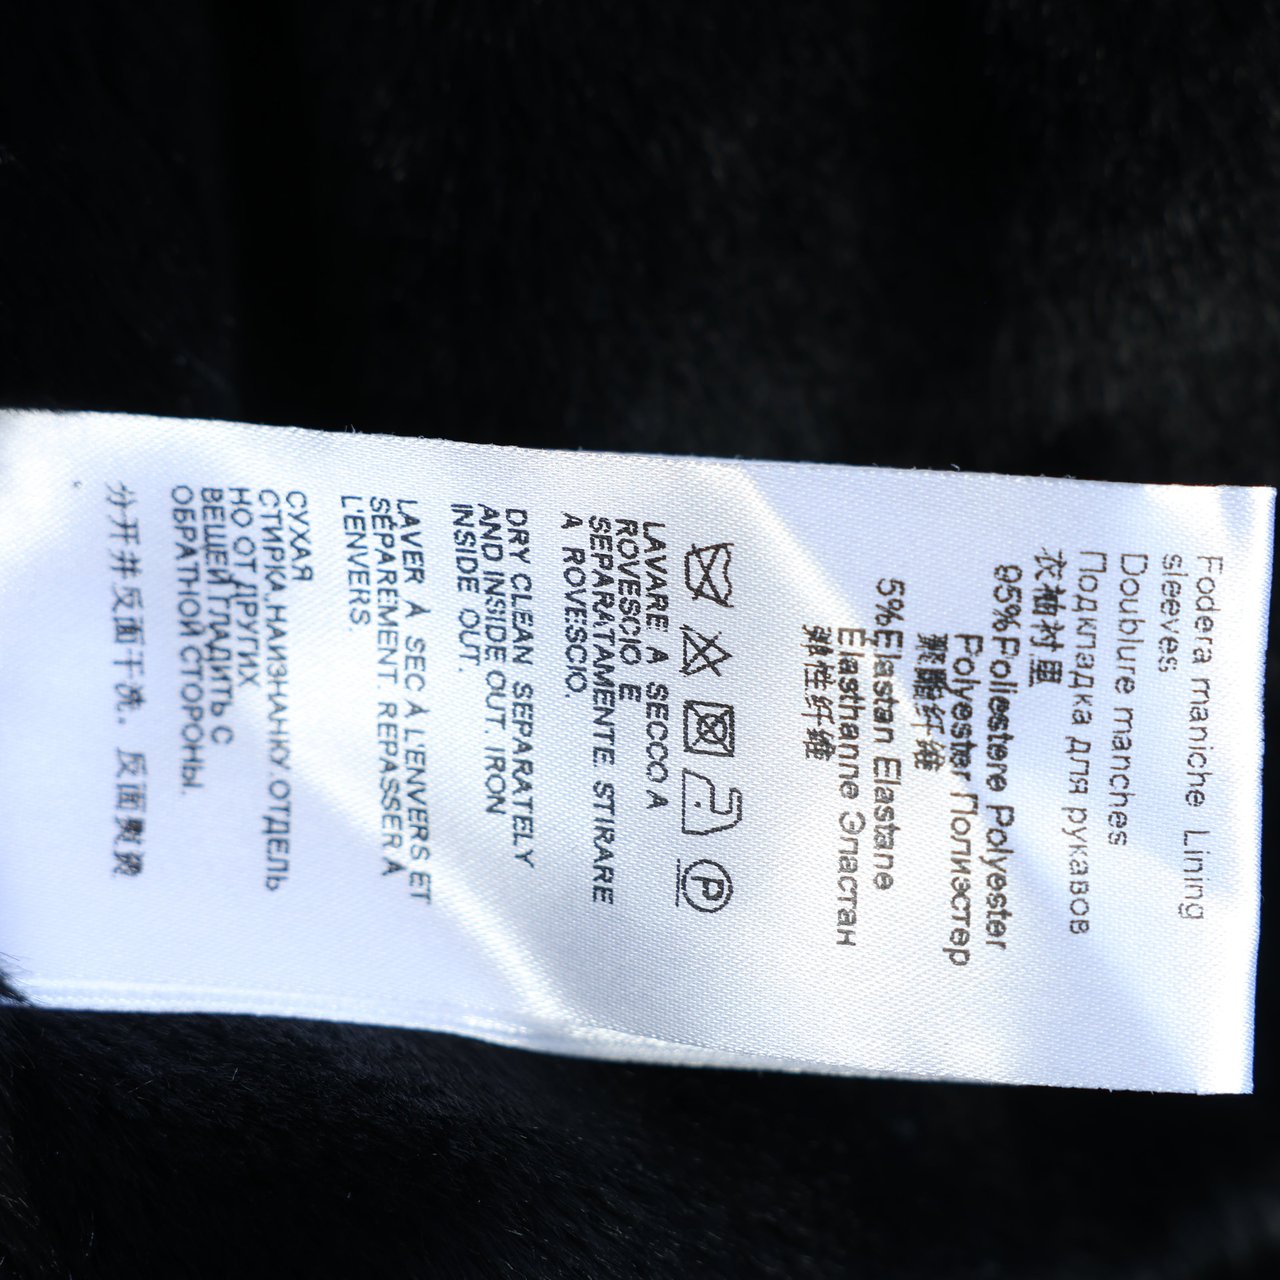 Fodera maniche Lining
sleeves
Doublure manches
Подкладка для рукавов
衣袖衬里
95%Poliestere Polyester
Polyester Полиэстер
聚酯纤维
5%Elastan Elastane
Elasthanne Эластан
弹性纤维
P
LAVARE A SECCO A
ROVESCIO E
SEPARATAMENTE. STIRARE
A ROVESCIO.
DRY CLEAN SEPARATELY
AND INSIDE OUT. IRON
INSIDE OUT.
LAVER À SEC À L'ENVERS ET
SÉPARÉMENT. REPASSER À
L'ENVERS.
СУХАЯ
СТИРКА,НАИЗНАНКУ.ОТДЕЛЬ
НО ОТ ДРУГИХ
ВЕЩЕЙ.ГЛАДИТЬ С
ОБРАТНОЙ СТОРОНЫ.
分开并反面干洗. 反面熨烫